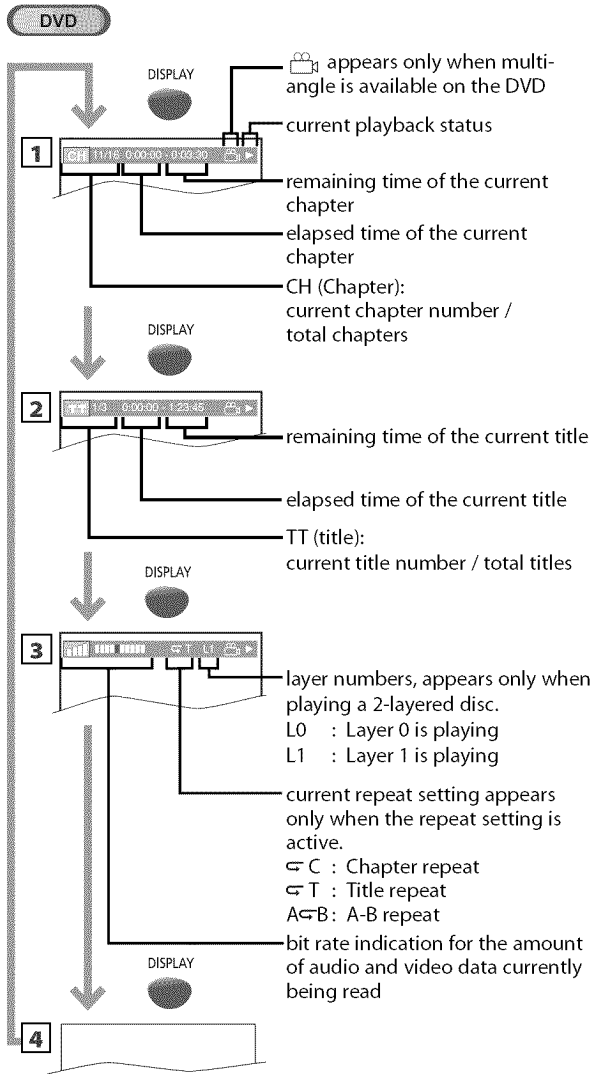 DVD
DISPLAY
appears only when multi-
angle is available on the DVD
current playback status
1
CH 11/16 0:00:00 - 0:03:30
remaining time of the current
chapter
elapsed time of the current
chapter
CH (Chapter):
current chapter number /
total chapters
DISPLAY
2
TT 1/3 0:00:00 - 1:23:45
remaining time of the current title
elapsed time of the current title
TT (title):
current title number / total titles
DISPLAY
3
T L1
layer numbers, appears only when
playing a 2-layered disc.
L0 : Layer 0 is playing
L1 : Layer 1 is playing
current repeat setting appears
only when the repeat setting is
active.
C : Chapter repeat
T : Title repeat
A B : A-B repeat
bit rate indication for the amount
of audio and video data currently
being read
DISPLAY
4